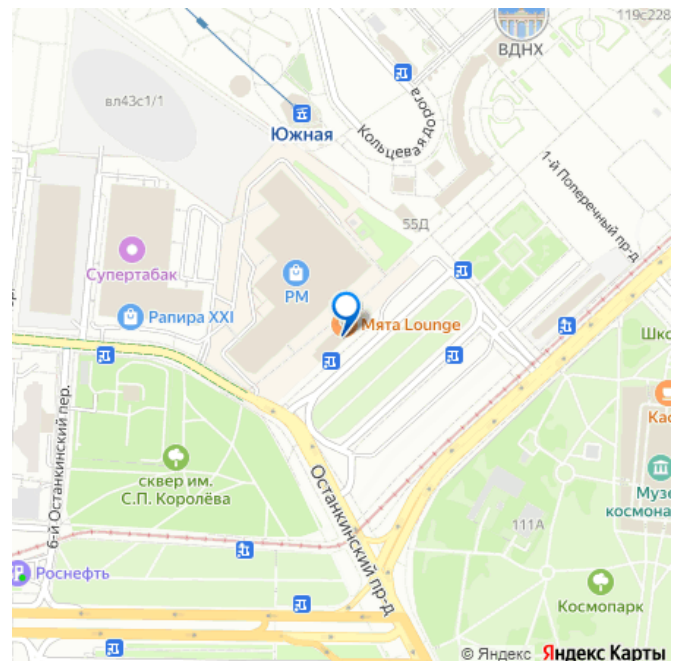 119с228
ВДНХ
вл43с1/1
Южная
Кольцевая дорога
1-й Поперечный пр-д
55Д
Супертабак
РМ
Рапира XXI
Мята Lounge
Шко
6-й Останкинский пер.
Кас
сквер им.
С.П. Королёва
Останкинский пр-д
Музе
космона
111А
Роснефть
Космопарк
© Яндекс Яндекс Карты